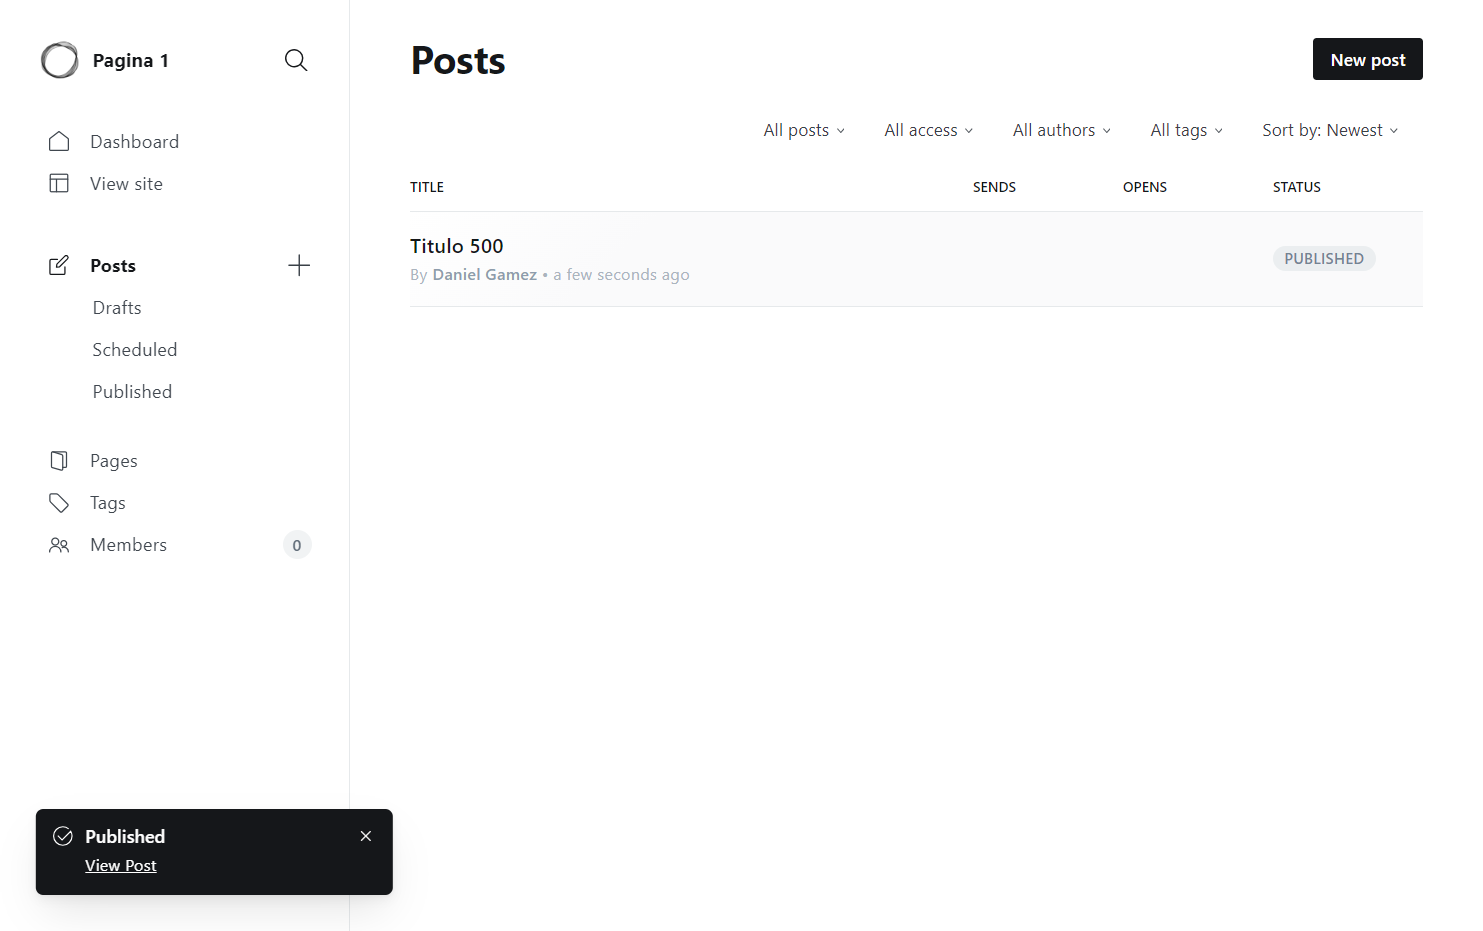 Pagina 1
Dashboard
View site
Posts
Drafts
Scheduled
Published
Pages
Tags
Members 0
Posts
New post
All posts All access All authors All tags Sort by: Newest
TITLE SENDS OPENS STATUS
Titulo 500
By Daniel Gamez • a few seconds ago
PUBLISHED
Published
View Post